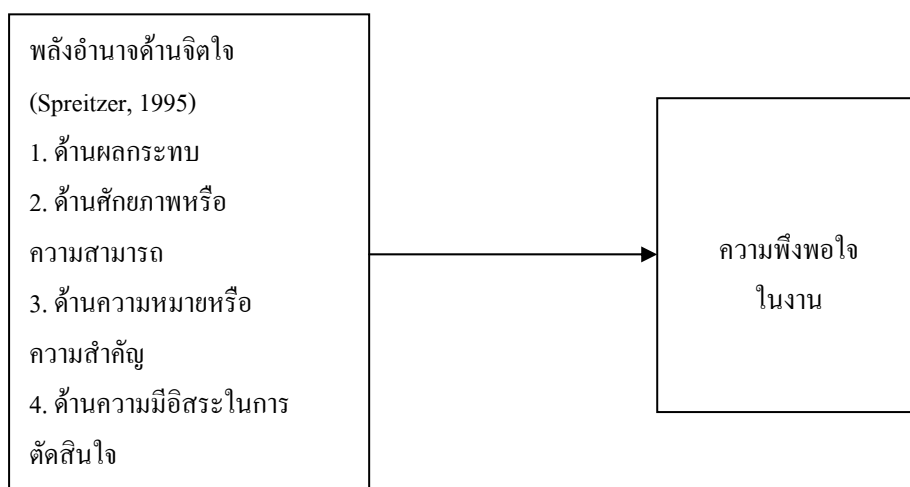 พลังอำนาจด้านจิตใจ
(Spreitzer, 1995)
1. ด้านผลกระทบ
2. ด้านศักยภาพหรือ
ความสามารถ
3. ด้านความหมายหรือ
ความสำคัญ
4. ด้านความมีอิสระในการ
ตัดสินใจ
ความพึงพอใจ
ในงาน